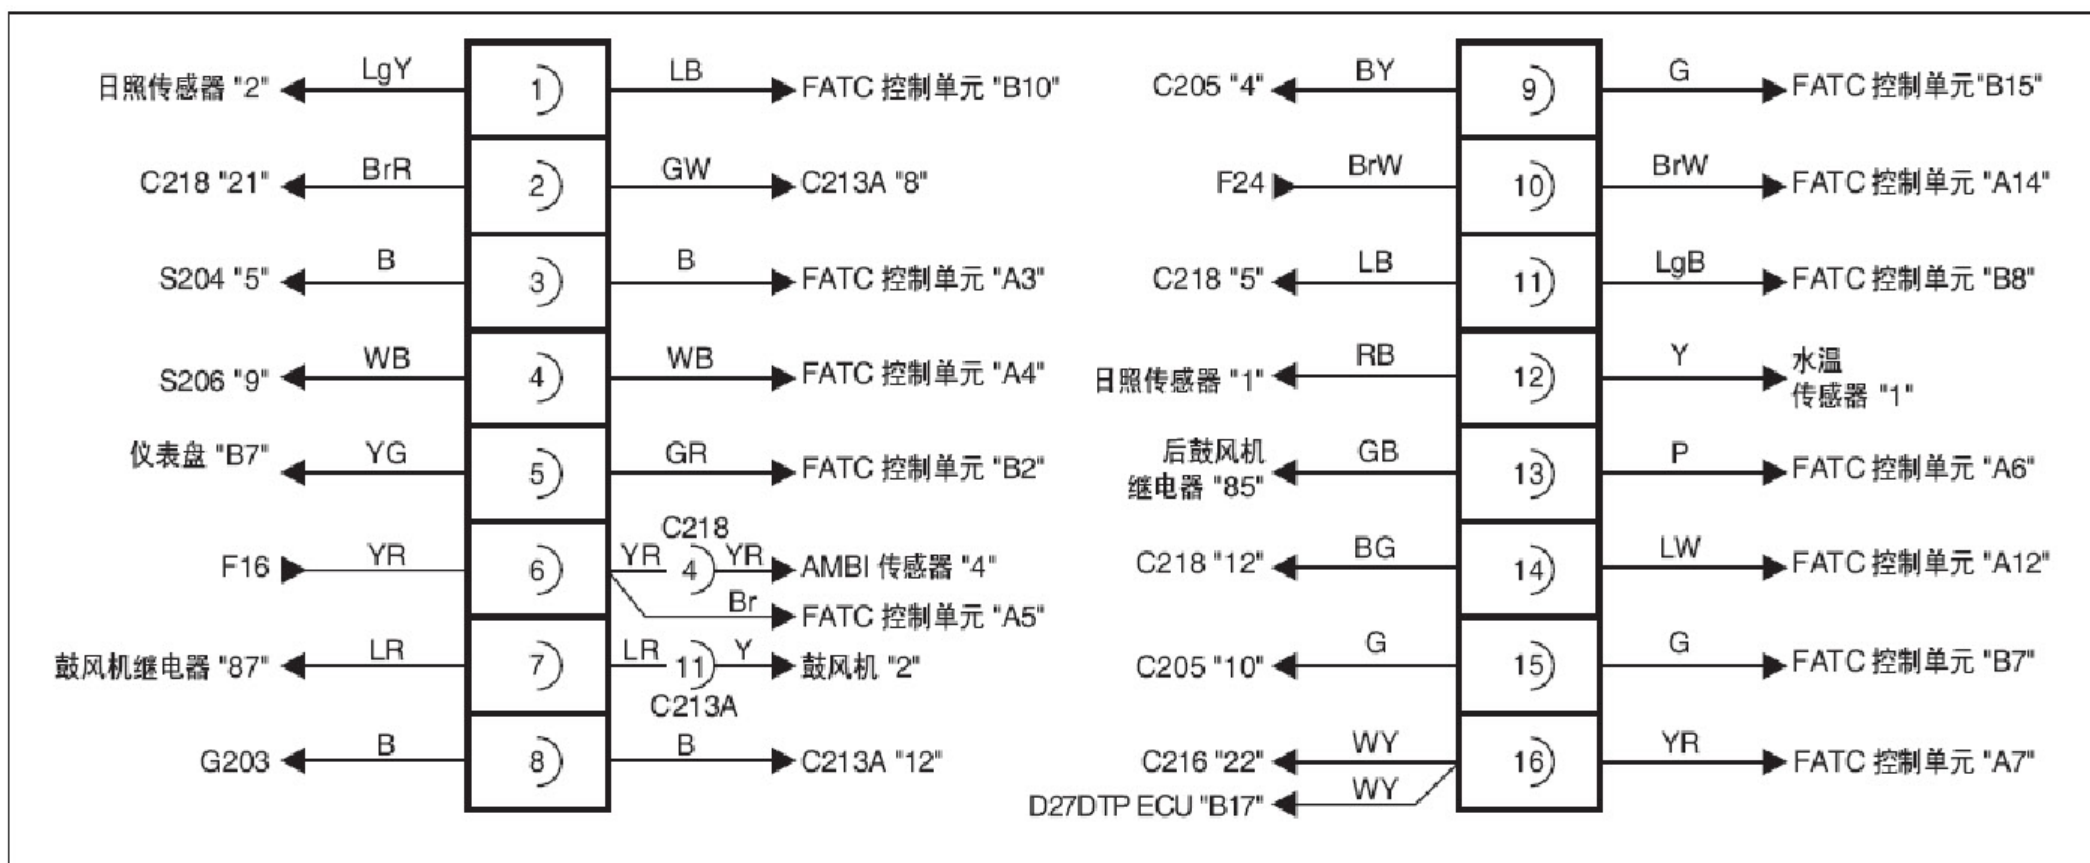 日照传感器 "2" LgY 1 LB FATC 控制单元 "B10"
C218 "21" BrR 2 GW C213A "8"
S204 "5" B 3 B FATC 控制单元 "A3"
S206 "9" WB 4 WB FATC 控制单元 "A4"
仪表盘 "B7" YG 5 GR FATC 控制单元 "B2"
C218
F16 YR 6 YR 4 YR AMBI 传感器 "4"
Br FATC 控制单元 "A5"
鼓风机继电器 "87" LR 7 LR 11 Y 鼓风机 "2"
C213A
G203 B 8 B C213A "12"
C205 "4" BY 9 G FATC 控制单元"B15"
F24 BrW 10 BrW FATC 控制单元 "A14"
C218 "5" LB 11 LgB FATC 控制单元 "B8"
日照传感器 "1" RB 12 Y 水温
传感器 "1"
后鼓风机
继电器 "85" GB 13 P FATC 控制单元 "A6"
C218 "12" BG 14 LW FATC 控制单元 "A12"
C205 "10" G 15 G FATC 控制单元 "B7"
C216 "22" WY 16 YR FATC 控制单元 "A7"
D27DTP ECU "B17" WY